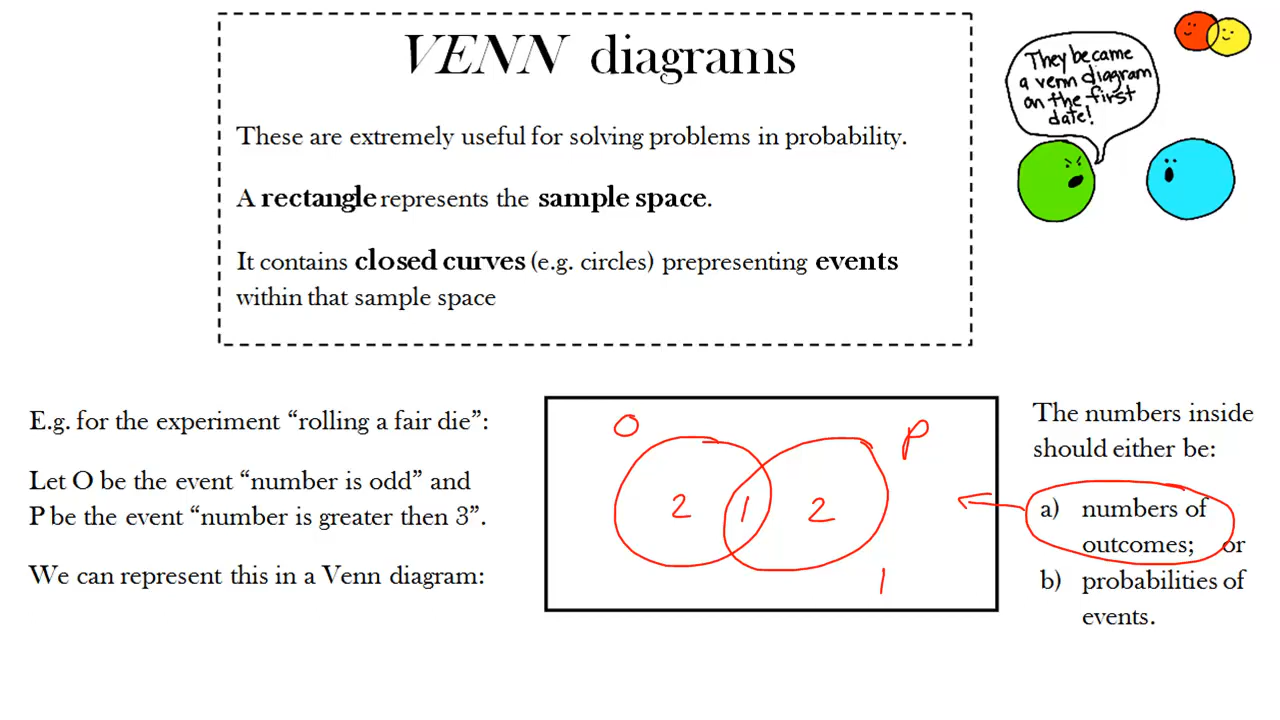 VENN diagrams
They became
a venn diagram
on the first
date!
These are extremely useful for solving problems in probability.
A rectangle represents the sample space.
It contains closed curves (e.g. circles) prepresenting events
within that sample space
E.g. for the experiment “rolling a fair die”:
Let O be the event “number is odd” and
P be the event “number is greater then 3”.
We can represent this in a Venn diagram:
O
P
2 1 2
1
The numbers inside
should either be:
a) numbers of
outcomes; or
b) probabilities of
events.